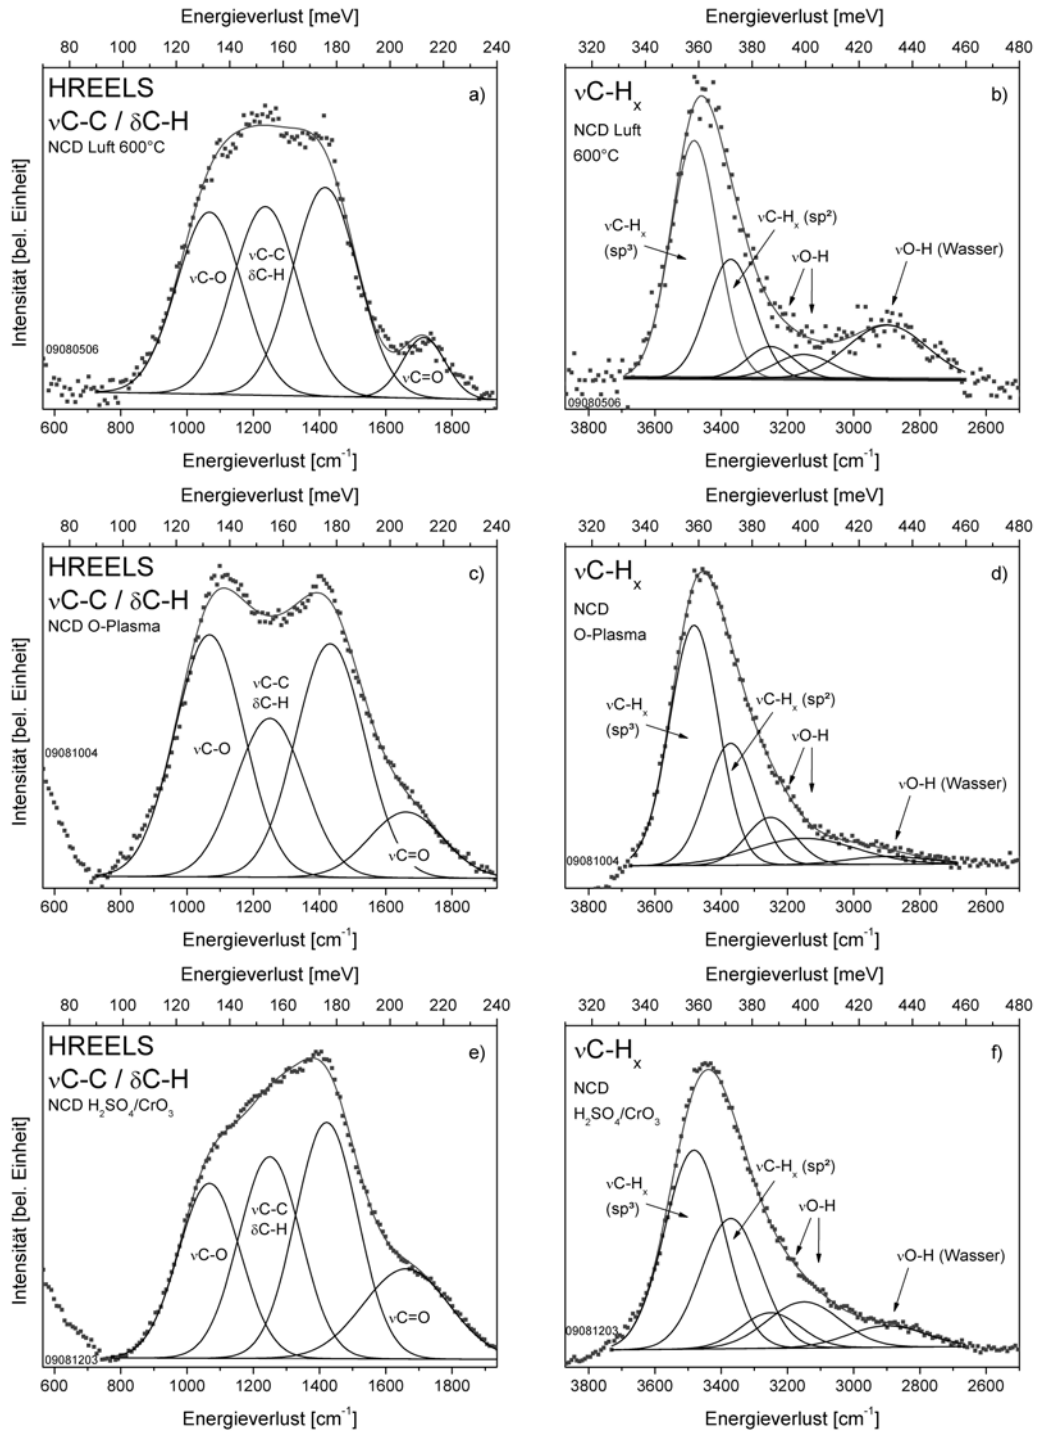 Energieverlust [meV]
80 100 120 140 160 180 200 220 240
HREELS
νC-C / δC-H
NCD Luft 600°C
a)
νC-O
νC-C
δC-H
νC=O
09080506
Intensität [bel. Einheit]
600 800 1000 1200 1400 1600 1800
Energieverlust [cm⁻¹]
Energieverlust [meV]
320 340 360 380 400 420 440 460 480
νC-Hₓ
NCD Luft
600°C
b)
νC-Hₓ
(sp³)
νC-Hₓ (sp²)
νO-H
νO-H (Wasser)
09080506
3800 3600 3400 3200 3000 2800 2600
Energieverlust [cm⁻¹]
Energieverlust [meV]
80 100 120 140 160 180 200 220 240
HREELS
νC-C / δC-H
NCD O-Plasma
c)
νC-C
δC-H
νC-O
νC=O
09081004
Intensität [bel. Einheit]
600 800 1000 1200 1400 1600 1800
Energieverlust [cm⁻¹]
Energieverlust [meV]
320 340 360 380 400 420 440 460 480
νC-Hₓ
NCD
O-Plasma
d)
νC-Hₓ
(sp³)
νC-Hₓ (sp²)
νO-H
νO-H (Wasser)
09081004
3800 3600 3400 3200 3000 2800 2600
Energieverlust [cm⁻¹]
Energieverlust [meV]
80 100 120 140 160 180 200 220 240
HREELS
νC-C / δC-H
NCD H₂SO₄/CrO₃
e)
νC-C
δC-H
νC-O
νC=O
09081203
Intensität [bel. Einheit]
600 800 1000 1200 1400 1600 1800
Energieverlust [cm⁻¹]
Energieverlust [meV]
320 340 360 380 400 420 440 460 480
νC-Hₓ
NCD
H₂SO₄/CrO₃
f)
νC-Hₓ
(sp³)
νC-Hₓ (sp²)
νO-H
νO-H (Wasser)
09081203
3800 3600 3400 3200 3000 2800 2600
Energieverlust [cm⁻¹]